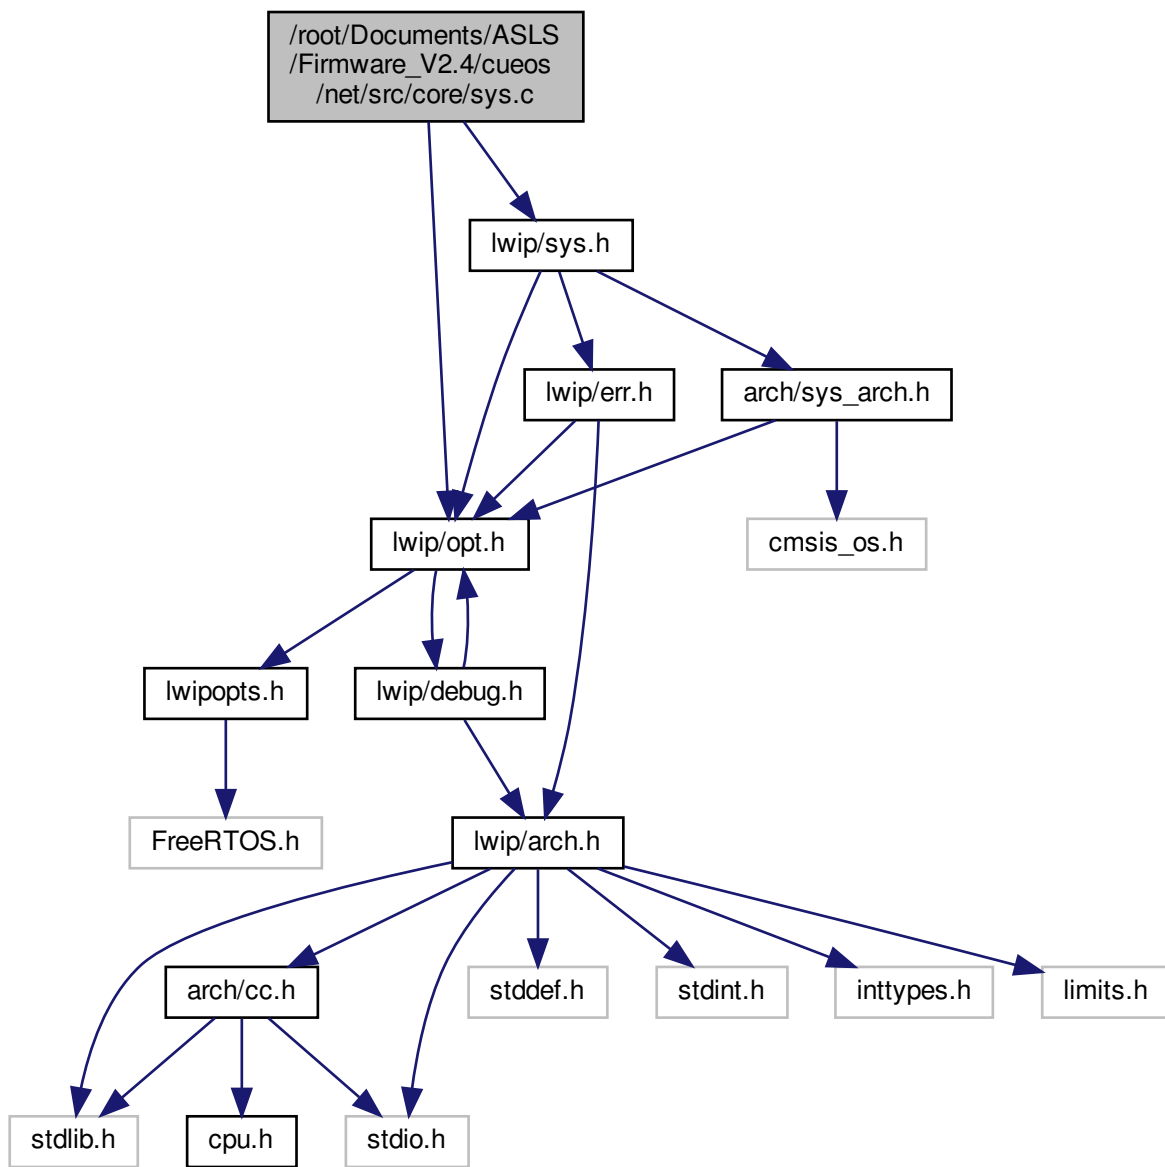 /root/Documents/ASLS
/Firmware_V2.4/cueos
/net/src/core/sys.c
lwip/sys.h
lwip/err.h
arch/sys_arch.h
lwip/opt.h
cmsis_os.h
lwipopts.h
lwip/debug.h
FreeRTOS.h
lwip/arch.h
arch/cc.h
stddef.h
stdint.h
inttypes.h
limits.h
stdlib.h
cpu.h
stdio.h